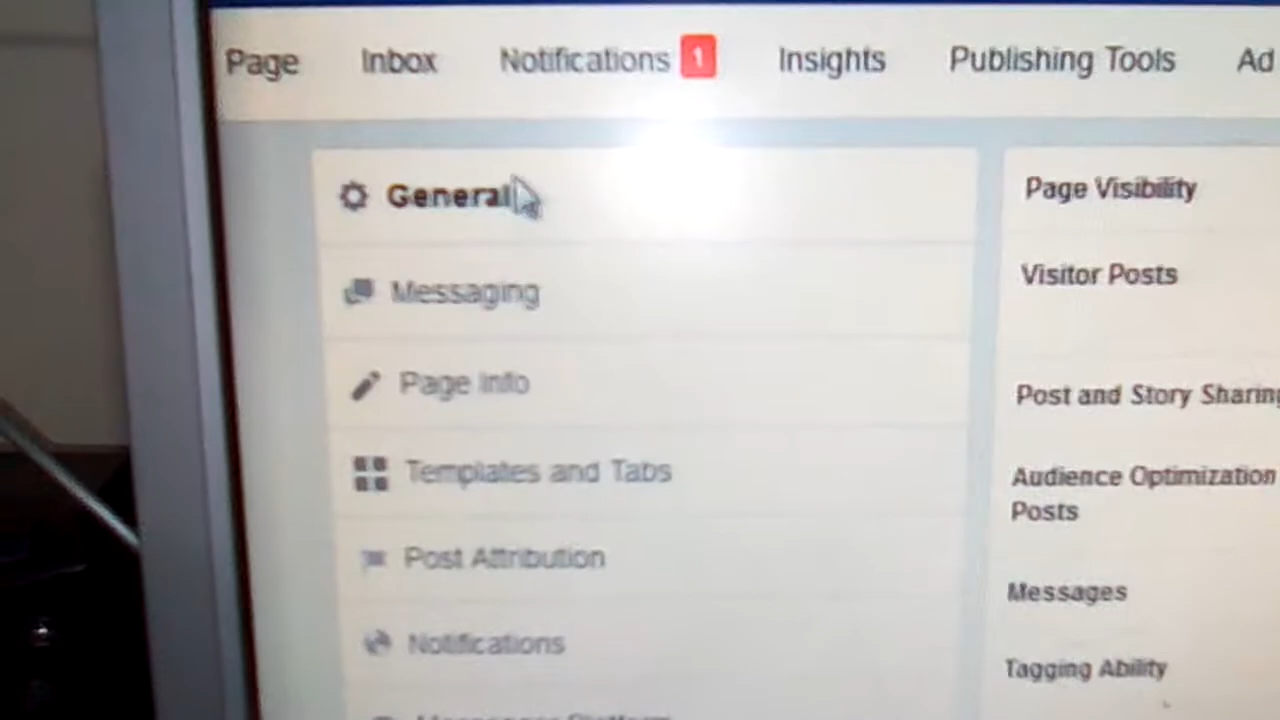 Page Inbox Notifications 1 Insights Publishing Tools Ad
General
Messaging
Page Info
Templates and Tabs
Post Attribution
Notifications
Page Visibility
Visitor Posts
Post and Story Sharing
Audience Optimization
Posts
Messages
Tagging Ability